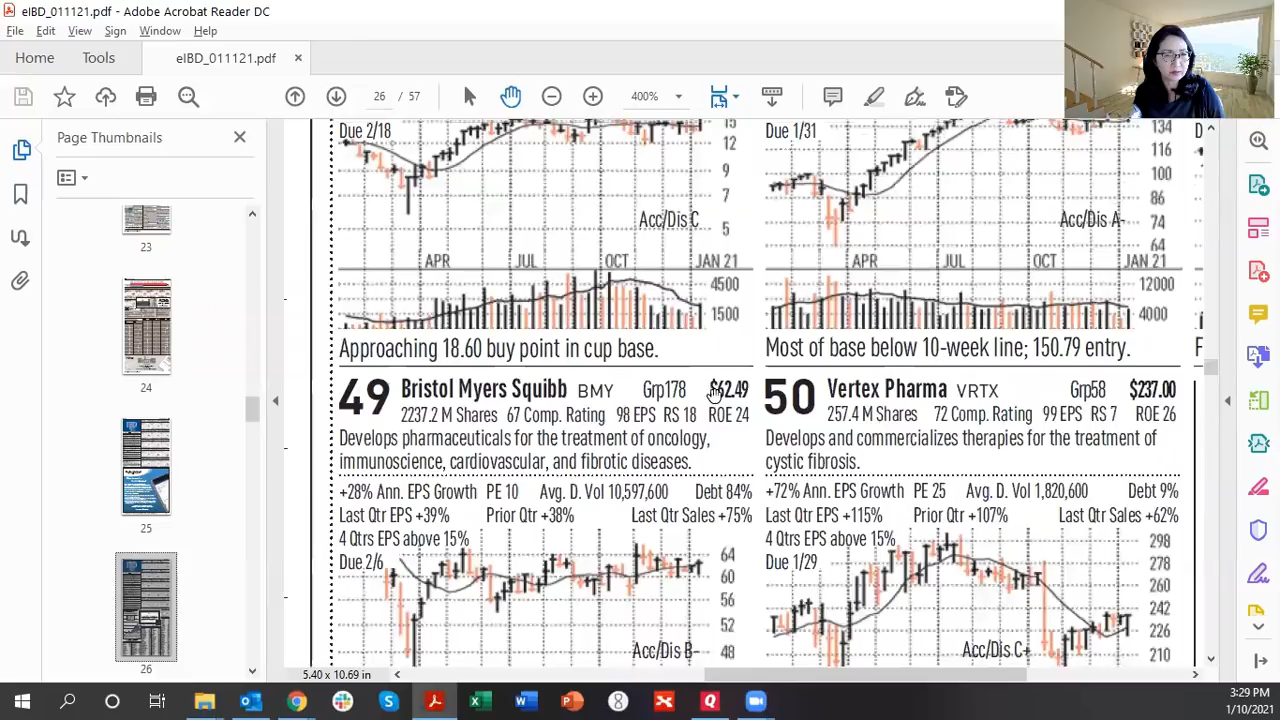 eIBD_011121.pdf - Adobe Acrobat Reader DC
File Edit View Sign Window Help
Home Tools eIBD_011121.pdf ×
26 / 57 400%
Page Thumbnails
23
24
25
26
Due 2/18
15
12
9
7
5
Acc/Dis C
APR JUL OCT JAN 21
4500
1500
Approaching 18.60 buy point in cup base.
Due 1/31
134
116
100
86
74
64
Acc/Dis A-
APR JUL OCT JAN 21
12000
4000
Most of base below 10-week line; 150.79 entry.
49 Bristol Myers Squibb BMY Grp178 $62.49
2237.2 M Shares 67 Comp. Rating 98 EPS RS 18 ROE 24
Develops pharmaceuticals for the treatment of oncology,
immunoscience, cardiovascular, and fibrotic diseases.
+28% Ann. EPS Growth PE 10 Avg. D. Vol 10,597,600 Debt 84%
Last Qtr EPS +39% Prior Qtr +38% Last Qtr Sales +75%
4 Qtrs EPS above 15%
64
60
56
52
48
Acc/Dis B-
50 Vertex Pharma VRTX Grp58 $237.00
257.4 M Shares 72 Comp. Rating 99 EPS RS 7 ROE 26
Develops and commercializes therapies for the treatment of
cystic fibrosis.
+72% Ann. EPS Growth PE 25 Avg. D. Vol 1,820,600 Debt 9%
Last Qtr EPS +115% Prior Qtr +107% Last Qtr Sales +62%
4 Qtrs EPS above 15%
Due 1/29
298
278
260
242
226
210
Acc/Dis C+
5.40 x 10.69 in
3:29 PM
1/10/2021